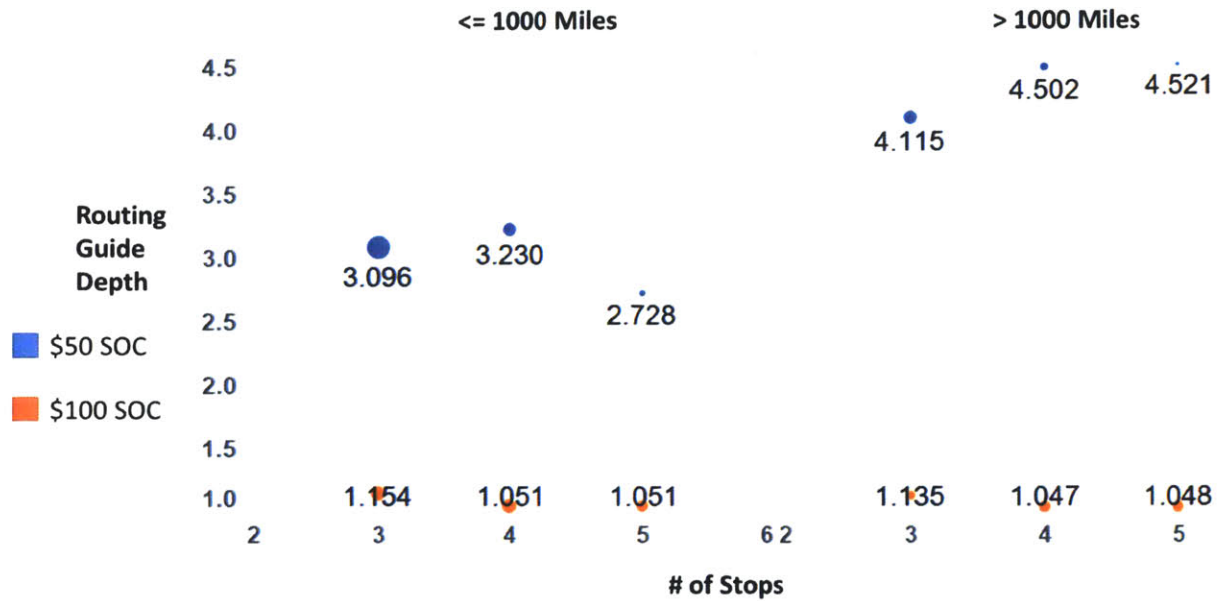 <= 1000 Miles > 1000 Miles
4.5
4.502 4.521
4.0
4.115
3.5
Routing
Guide
Depth
3.0
3.096 3.230
2.5
2.728
$50 SOC
2.0
$100 SOC
1.5
1.0
1.154 1.051 1.051 1.135 1.047 1.048
2 3 4 5 6 2 3 4 5
# of Stops